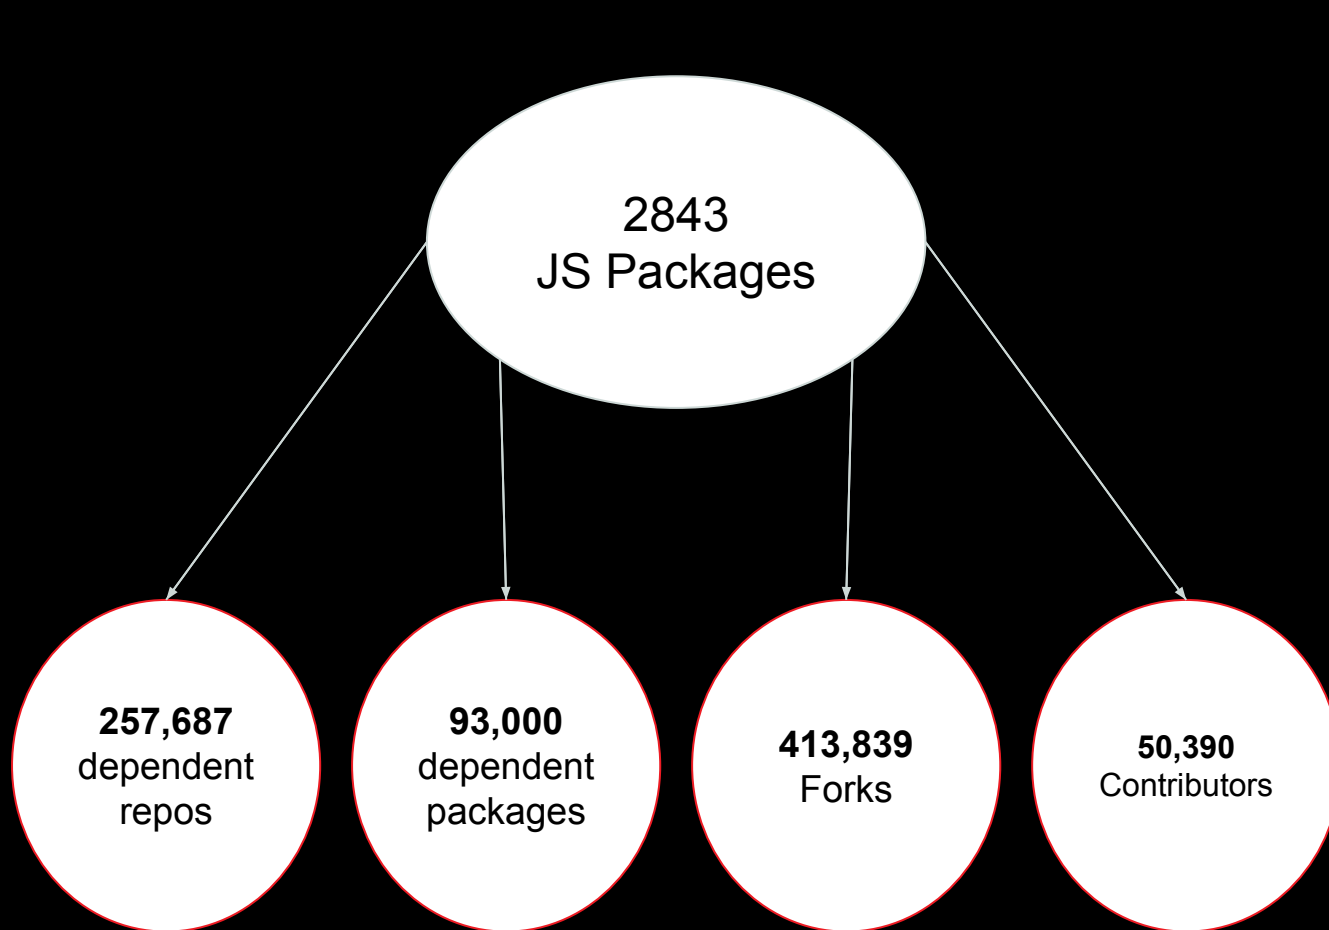 2843
JS Packages
257,687
dependent
repos
93,000
dependent
packages
413,839
Forks
50,390
Contributors